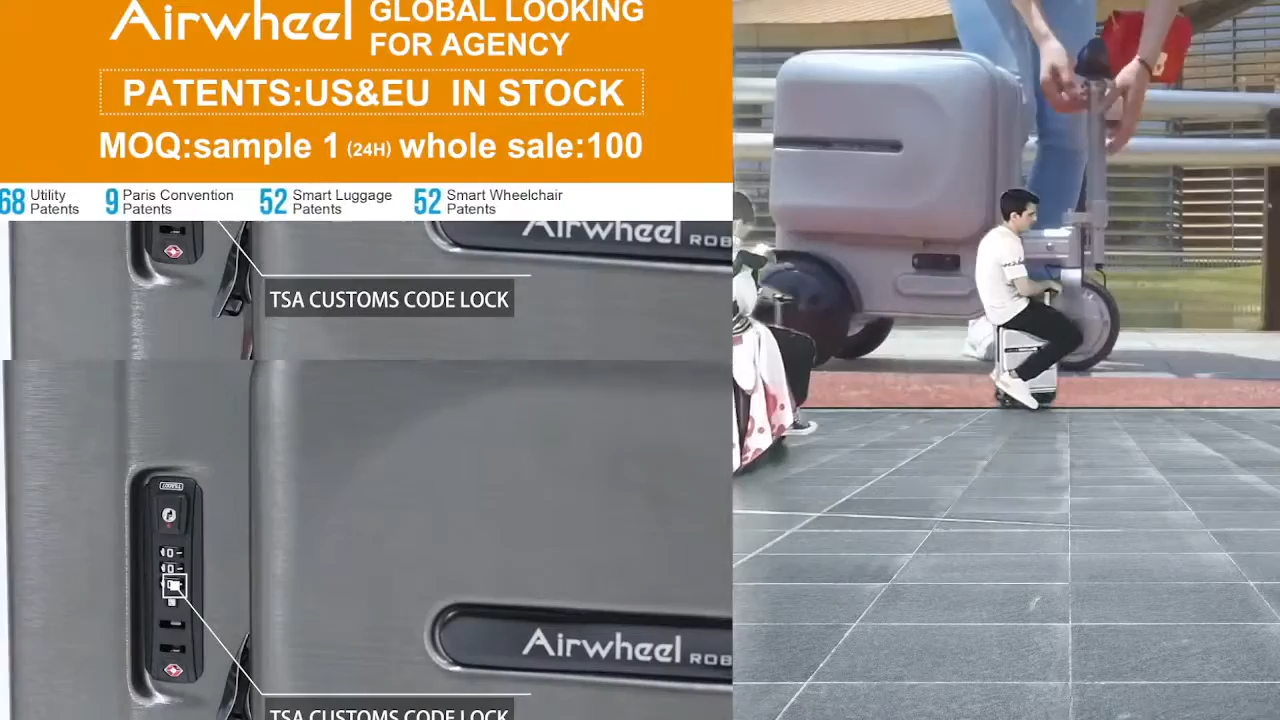 Airwheel
GLOBAL LOOKING
FOR AGENCY
PATENTS:US&EU IN STOCK
MOQ:sample 1 (24H) whole sale:100
68 Utility Patents
9 Paris Convention Patents
52 Smart Luggage Patents
52 Smart Wheelchair Patents
Airwheel ROB
TSA CUSTOMS CODE LOCK
TSA007
0
0
Airwheel ROB
TSA CUSTOMS CODE LOCK